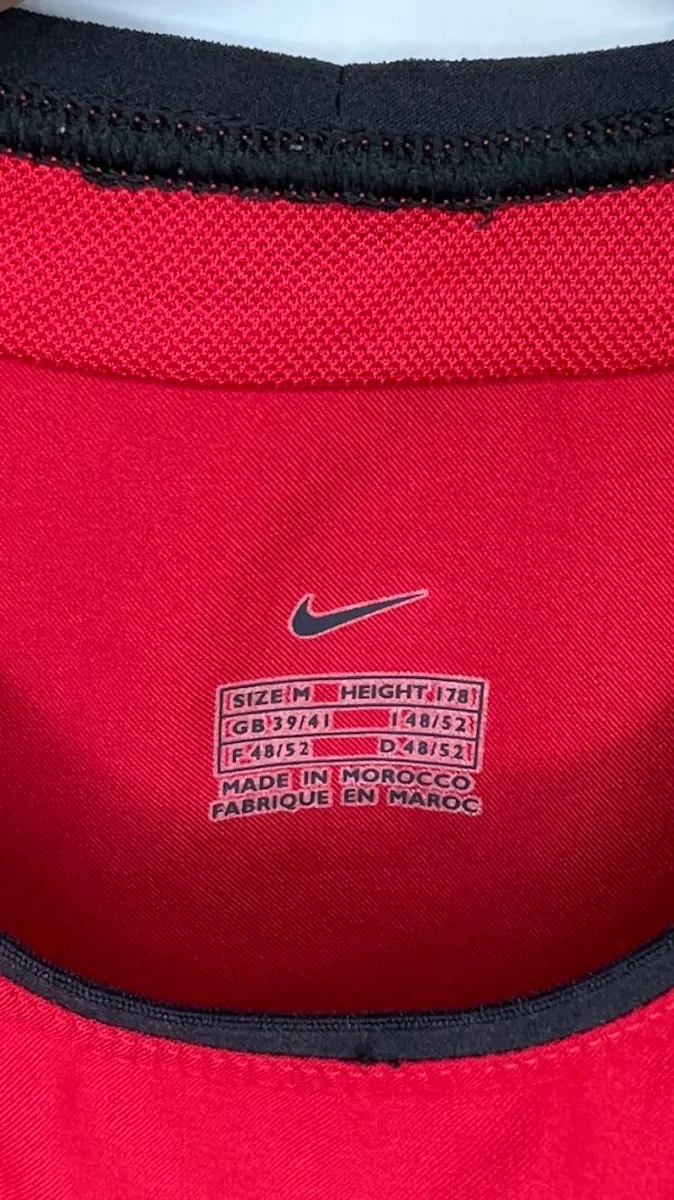 SIZE M HEIGHT 178
GB 39/41 I 48/52
F 48/52 D 48/52
MADE IN MOROCCO
FABRIQUE EN MAROC